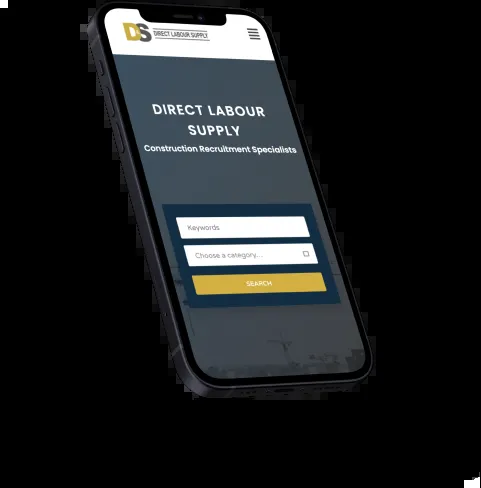 DS DIRECT LABOUR SUPPLY
DIRECT LABOUR
SUPPLY
Construction Recruitment Specialists
Keywords
Choose a category...
SEARCH